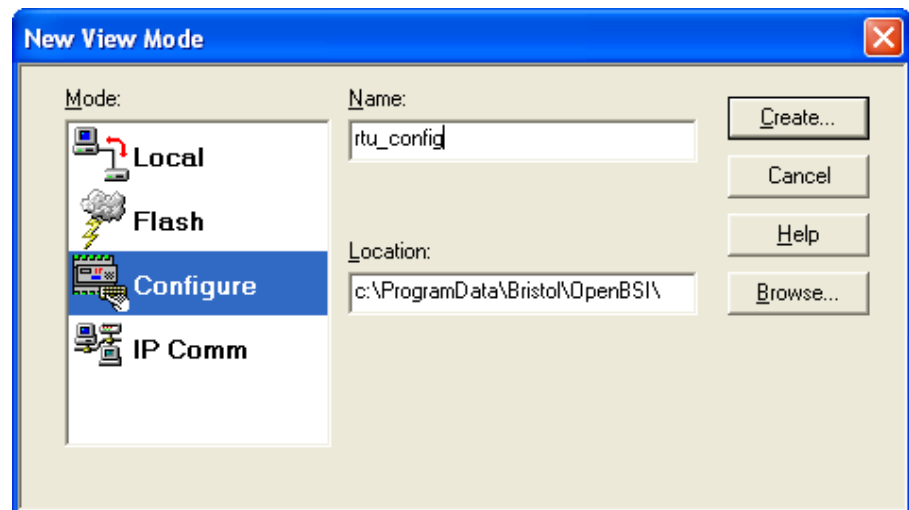 New View Mode
Mode:
Local
Flash
Configure
IP Comm
Name:
rtu_config
Location:
c:\ProgramData\Bristol\OpenBSI\
Create...
Cancel
Help
Browse...